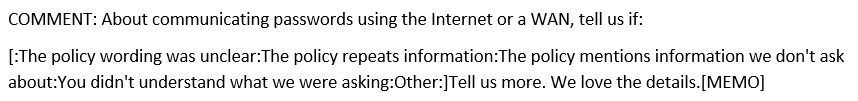 COMMENT: About communicating passwords using the Internet or a WAN, tell us if:
[:The policy wording was unclear:The policy repeats information:The policy mentions information we don't ask
about:You didn't understand what we were asking:Other:]Tell us more. We love the details.[MEMO]